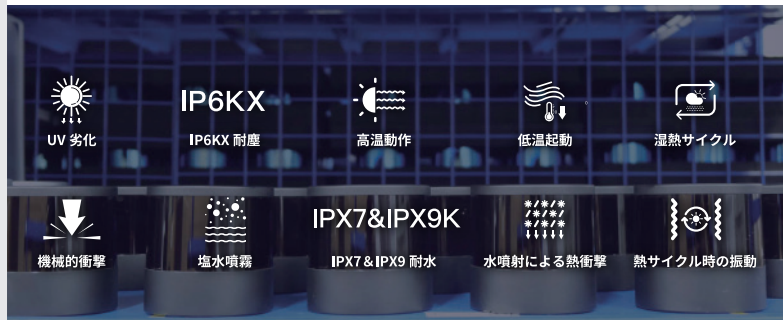 UV 劣化
IP6KX
IP6KX 耐塵
高温動作
低温起動
湿熱サイクル
機械的衝撃
塩水噴霧
IPX7&IPX9K
IPX7&IPX9 耐水
水噴射による熱衝撃
熱サイクル時の振動